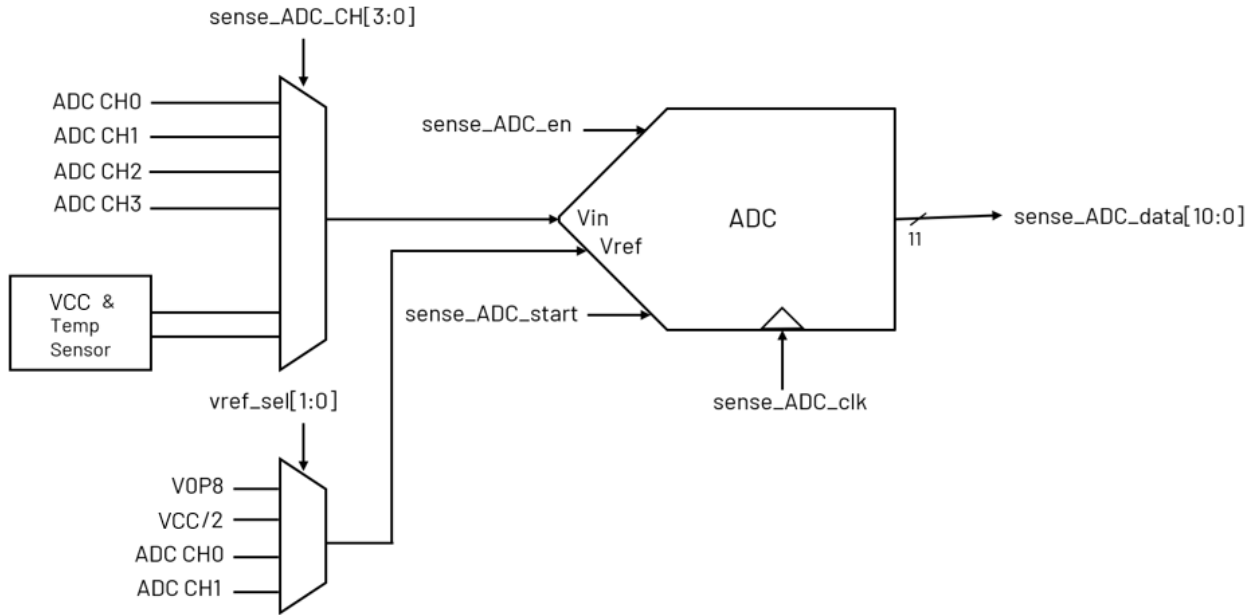 sense_ADC_CH[3:0]
ADC CH0
ADC CH1
ADC CH2
ADC CH3
VCC &
Temp
Sensor
sense_ADC_en
Vin
Vref
ADC
sense_ADC_start
11
sense_ADC_data[10:0]
sense_ADC_clk
vref_sel[1:0]
V0P8
VCC/2
ADC CH0
ADC CH1